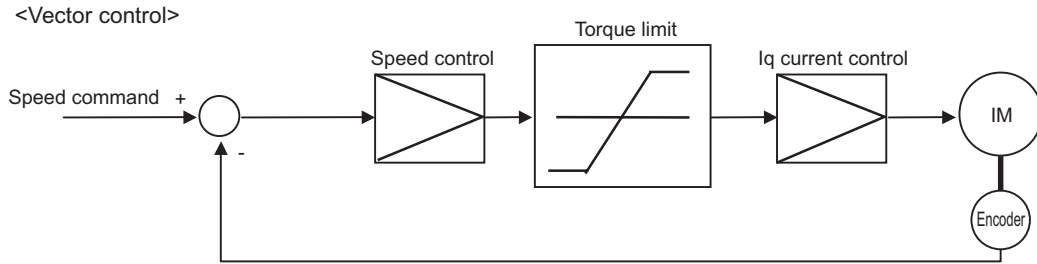 <Vector control>
Torque limit
Speed control
Iq current control
Speed command
+
-
IM
Encoder